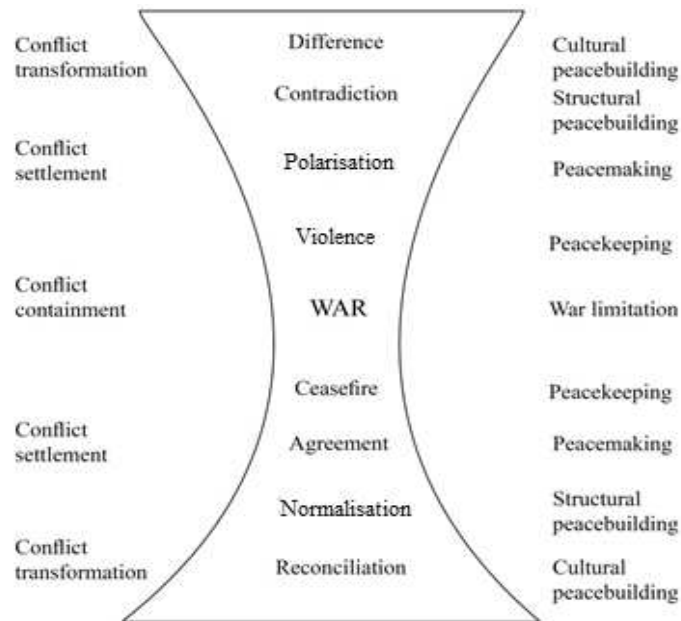 Conflict
transformation
Difference
Cultural
peacebuilding
Contradiction
Structural
peacebuilding
Conflict
settlement
Polarisation
Peacemaking
Violence
Peacekeeping
Conflict
containment
WAR
War limitation
Ceasefire
Peacekeeping
Conflict
settlement
Agreement
Peacemaking
Normalisation
Structural
peacebuilding
Conflict
transformation
Reconciliation
Cultural
peacebuilding